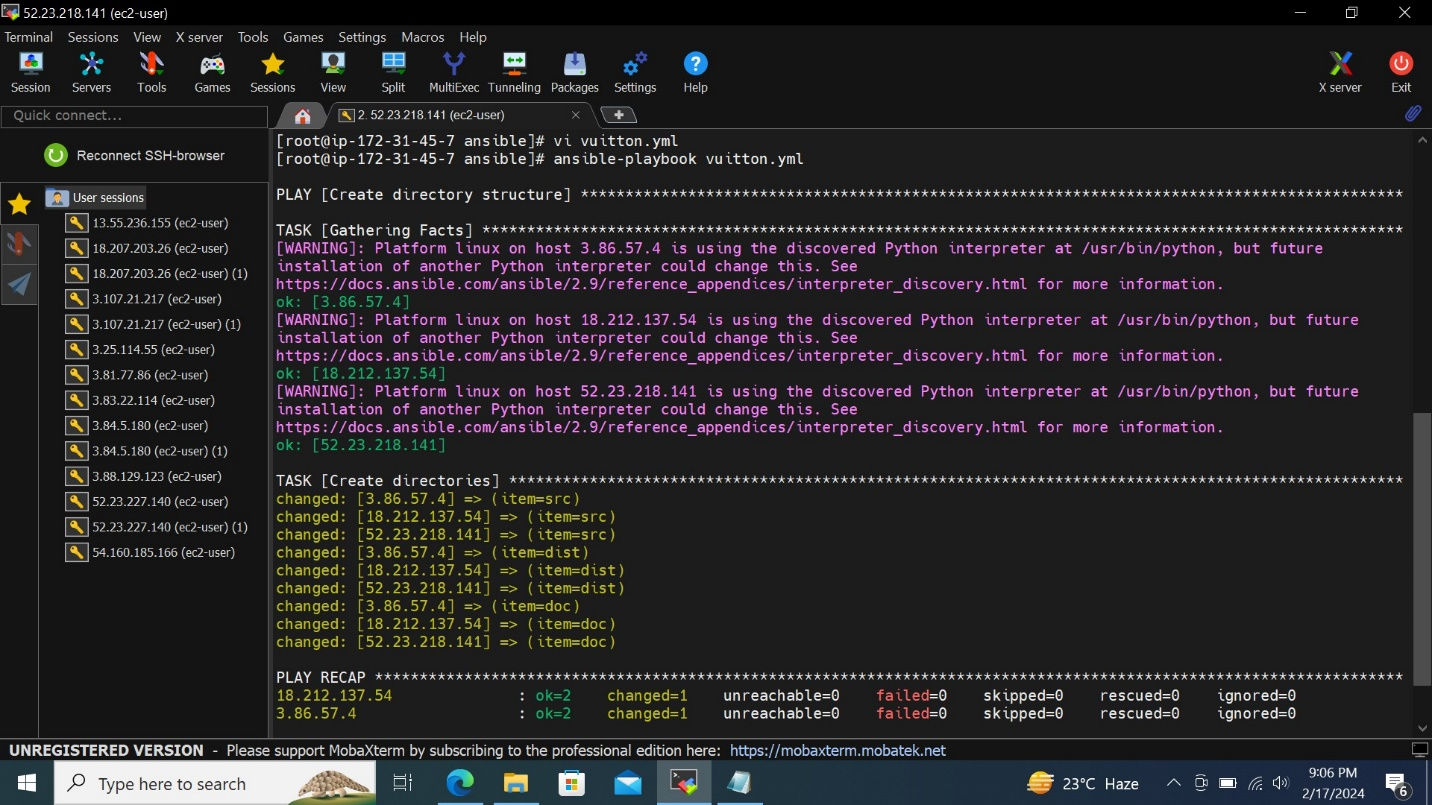 52.23.218.141 (ec2-user)
Terminal Sessions View X server Tools Games Settings Macros Help
Session Servers Tools Games Sessions View Split MultiExec Tunneling Packages Settings Help X server Exit
Quick connect...
2. 52.23.218.141 (ec2-user)
Reconnect SSH-browser
User sessions
13.55.236.155 (ec2-user)
18.207.203.26 (ec2-user)
18.207.203.26 (ec2-user) (1)
3.107.21.217 (ec2-user)
3.107.21.217 (ec2-user) (1)
3.25.114.55 (ec2-user)
3.81.77.86 (ec2-user)
3.83.22.114 (ec2-user)
3.84.5.180 (ec2-user)
3.84.5.180 (ec2-user) (1)
3.88.129.123 (ec2-user)
52.23.227.140 (ec2-user)
52.23.227.140 (ec2-user) (1)
54.160.185.166 (ec2-user)
[root@ip-172-31-45-7 ansible]# vi vuitton.yml
[root@ip-172-31-45-7 ansible]# ansible-playbook vuitton.yml
PLAY [Create directory structure] ********************************************************************************************
TASK [Gathering Facts] *******************************************************************************************************
[WARNING]: Platform linux on host 3.86.57.4 is using the discovered Python interpreter at /usr/bin/python, but future
installation of another Python interpreter could change this. See
https://docs.ansible.com/ansible/2.9/reference_appendices/interpreter_discovery.html for more information.
ok: [3.86.57.4]
[WARNING]: Platform linux on host 18.212.137.54 is using the discovered Python interpreter at /usr/bin/python, but future
installation of another Python interpreter could change this. See
https://docs.ansible.com/ansible/2.9/reference_appendices/interpreter_discovery.html for more information.
ok: [18.212.137.54]
[WARNING]: Platform linux on host 52.23.218.141 is using the discovered Python interpreter at /usr/bin/python, but future
installation of another Python interpreter could change this. See
https://docs.ansible.com/ansible/2.9/reference_appendices/interpreter_discovery.html for more information.
ok: [52.23.218.141]
TASK [Create directories] ****************************************************************************************************
changed: [3.86.57.4] => (item=src)
changed: [18.212.137.54] => (item=src)
changed: [52.23.218.141] => (item=src)
changed: [3.86.57.4] => (item=dist)
changed: [18.212.137.54] => (item=dist)
changed: [52.23.218.141] => (item=dist)
changed: [3.86.57.4] => (item=doc)
changed: [18.212.137.54] => (item=doc)
changed: [52.23.218.141] => (item=doc)
PLAY RECAP *******************************************************************************************************************
18.212.137.54 : ok=2 changed=1 unreachable=0 failed=0 skipped=0 rescued=0 ignored=0
3.86.57.4 : ok=2 changed=1 unreachable=0 failed=0 skipped=0 rescued=0 ignored=0
UNREGISTERED VERSION - Please support MobaXterm by subscribing to the professional edition here: https://mobaxterm.mobatek.net
Type here to search
23°C Haze
9:06 PM
2/17/2024
6